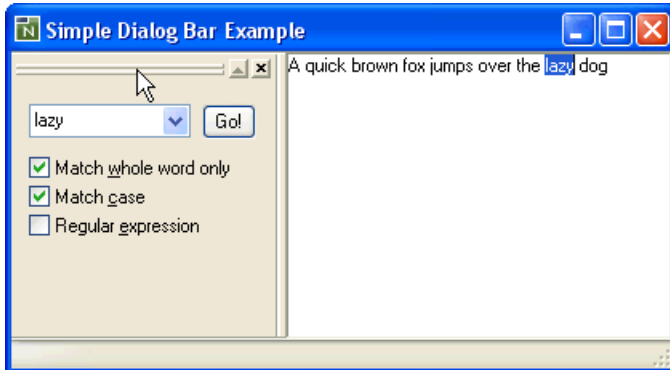 Simple Dialog Bar Example
A quick brown fox jumps over the lazy dog
lazy
Go!
Match whole word only
Match case
Regular expression